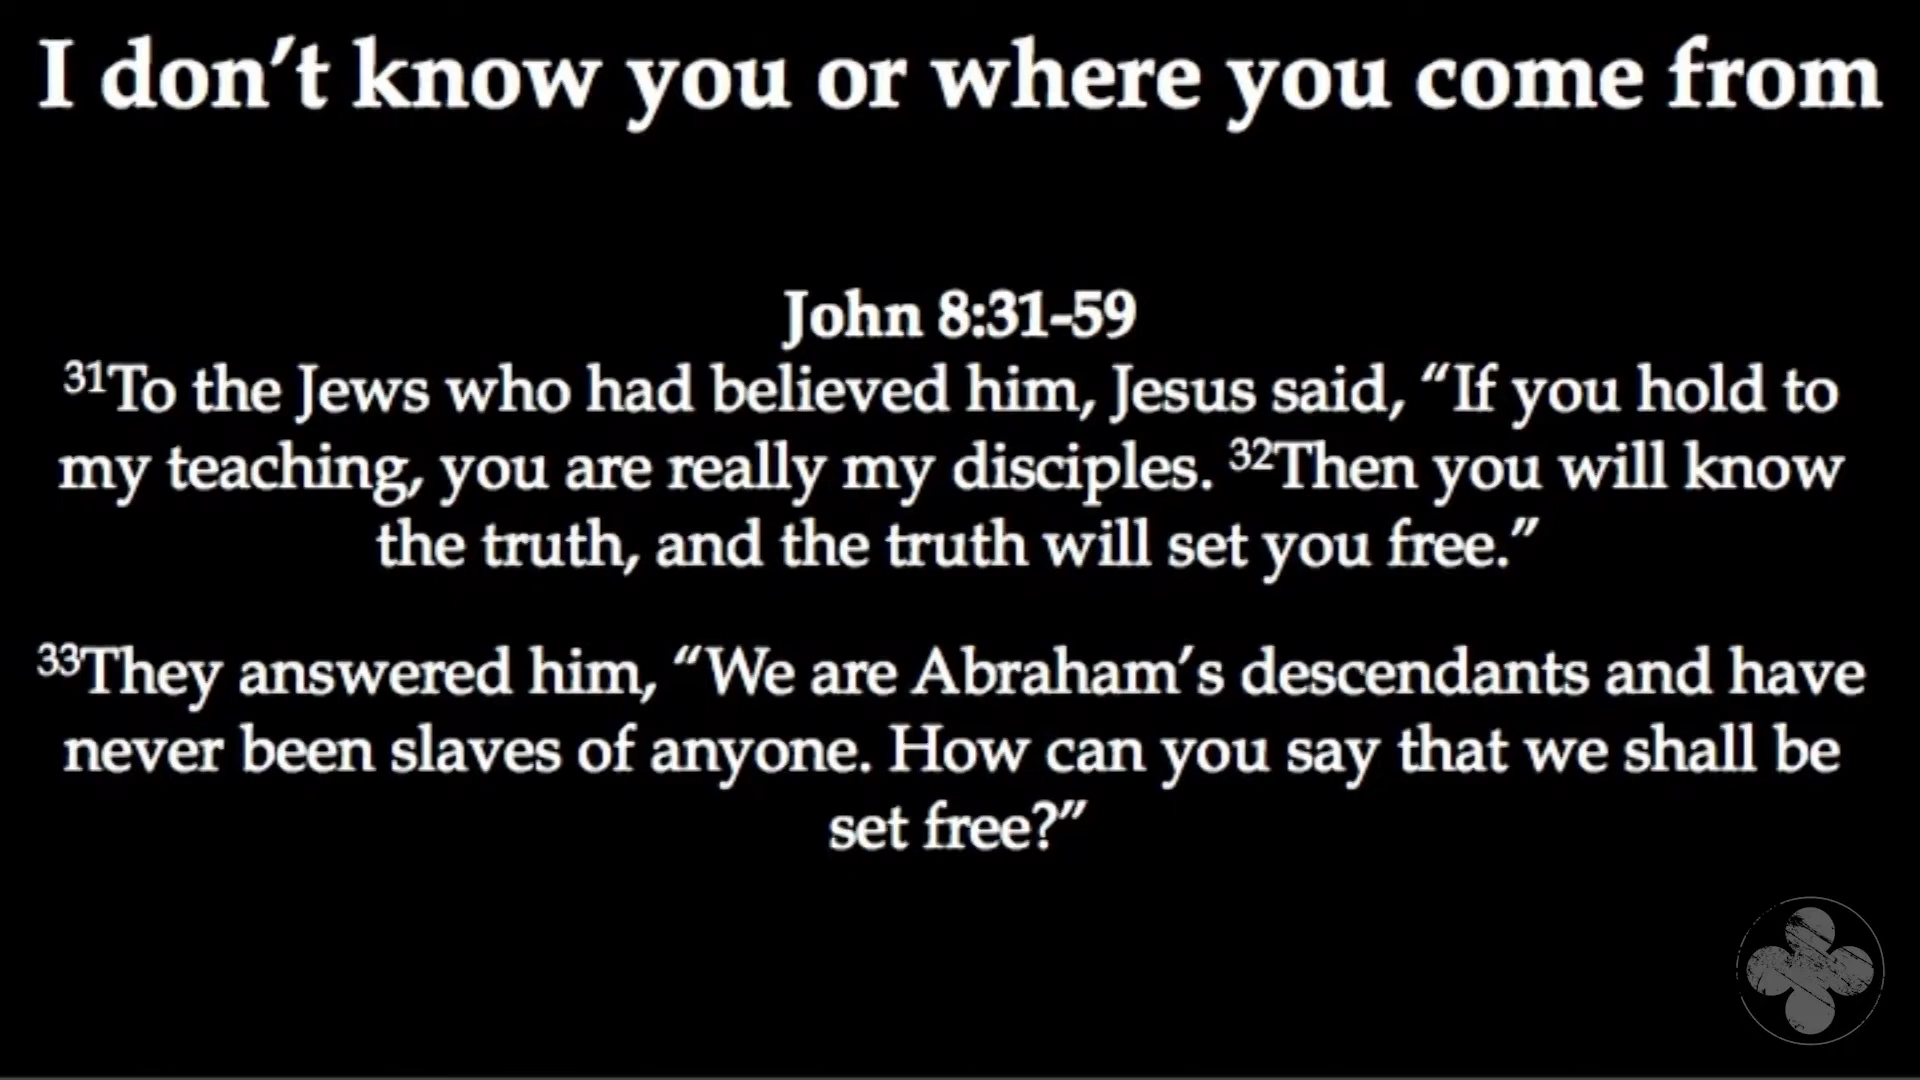 I don’t know you or where you come from
John 8:31-59
31To the Jews who had believed him, Jesus said, “If you hold to
my teaching, you are really my disciples. 32Then you will know
the truth, and the truth will set you free.”
33They answered him, “We are Abraham’s descendants and have
never been slaves of anyone. How can you say that we shall be
set free?”